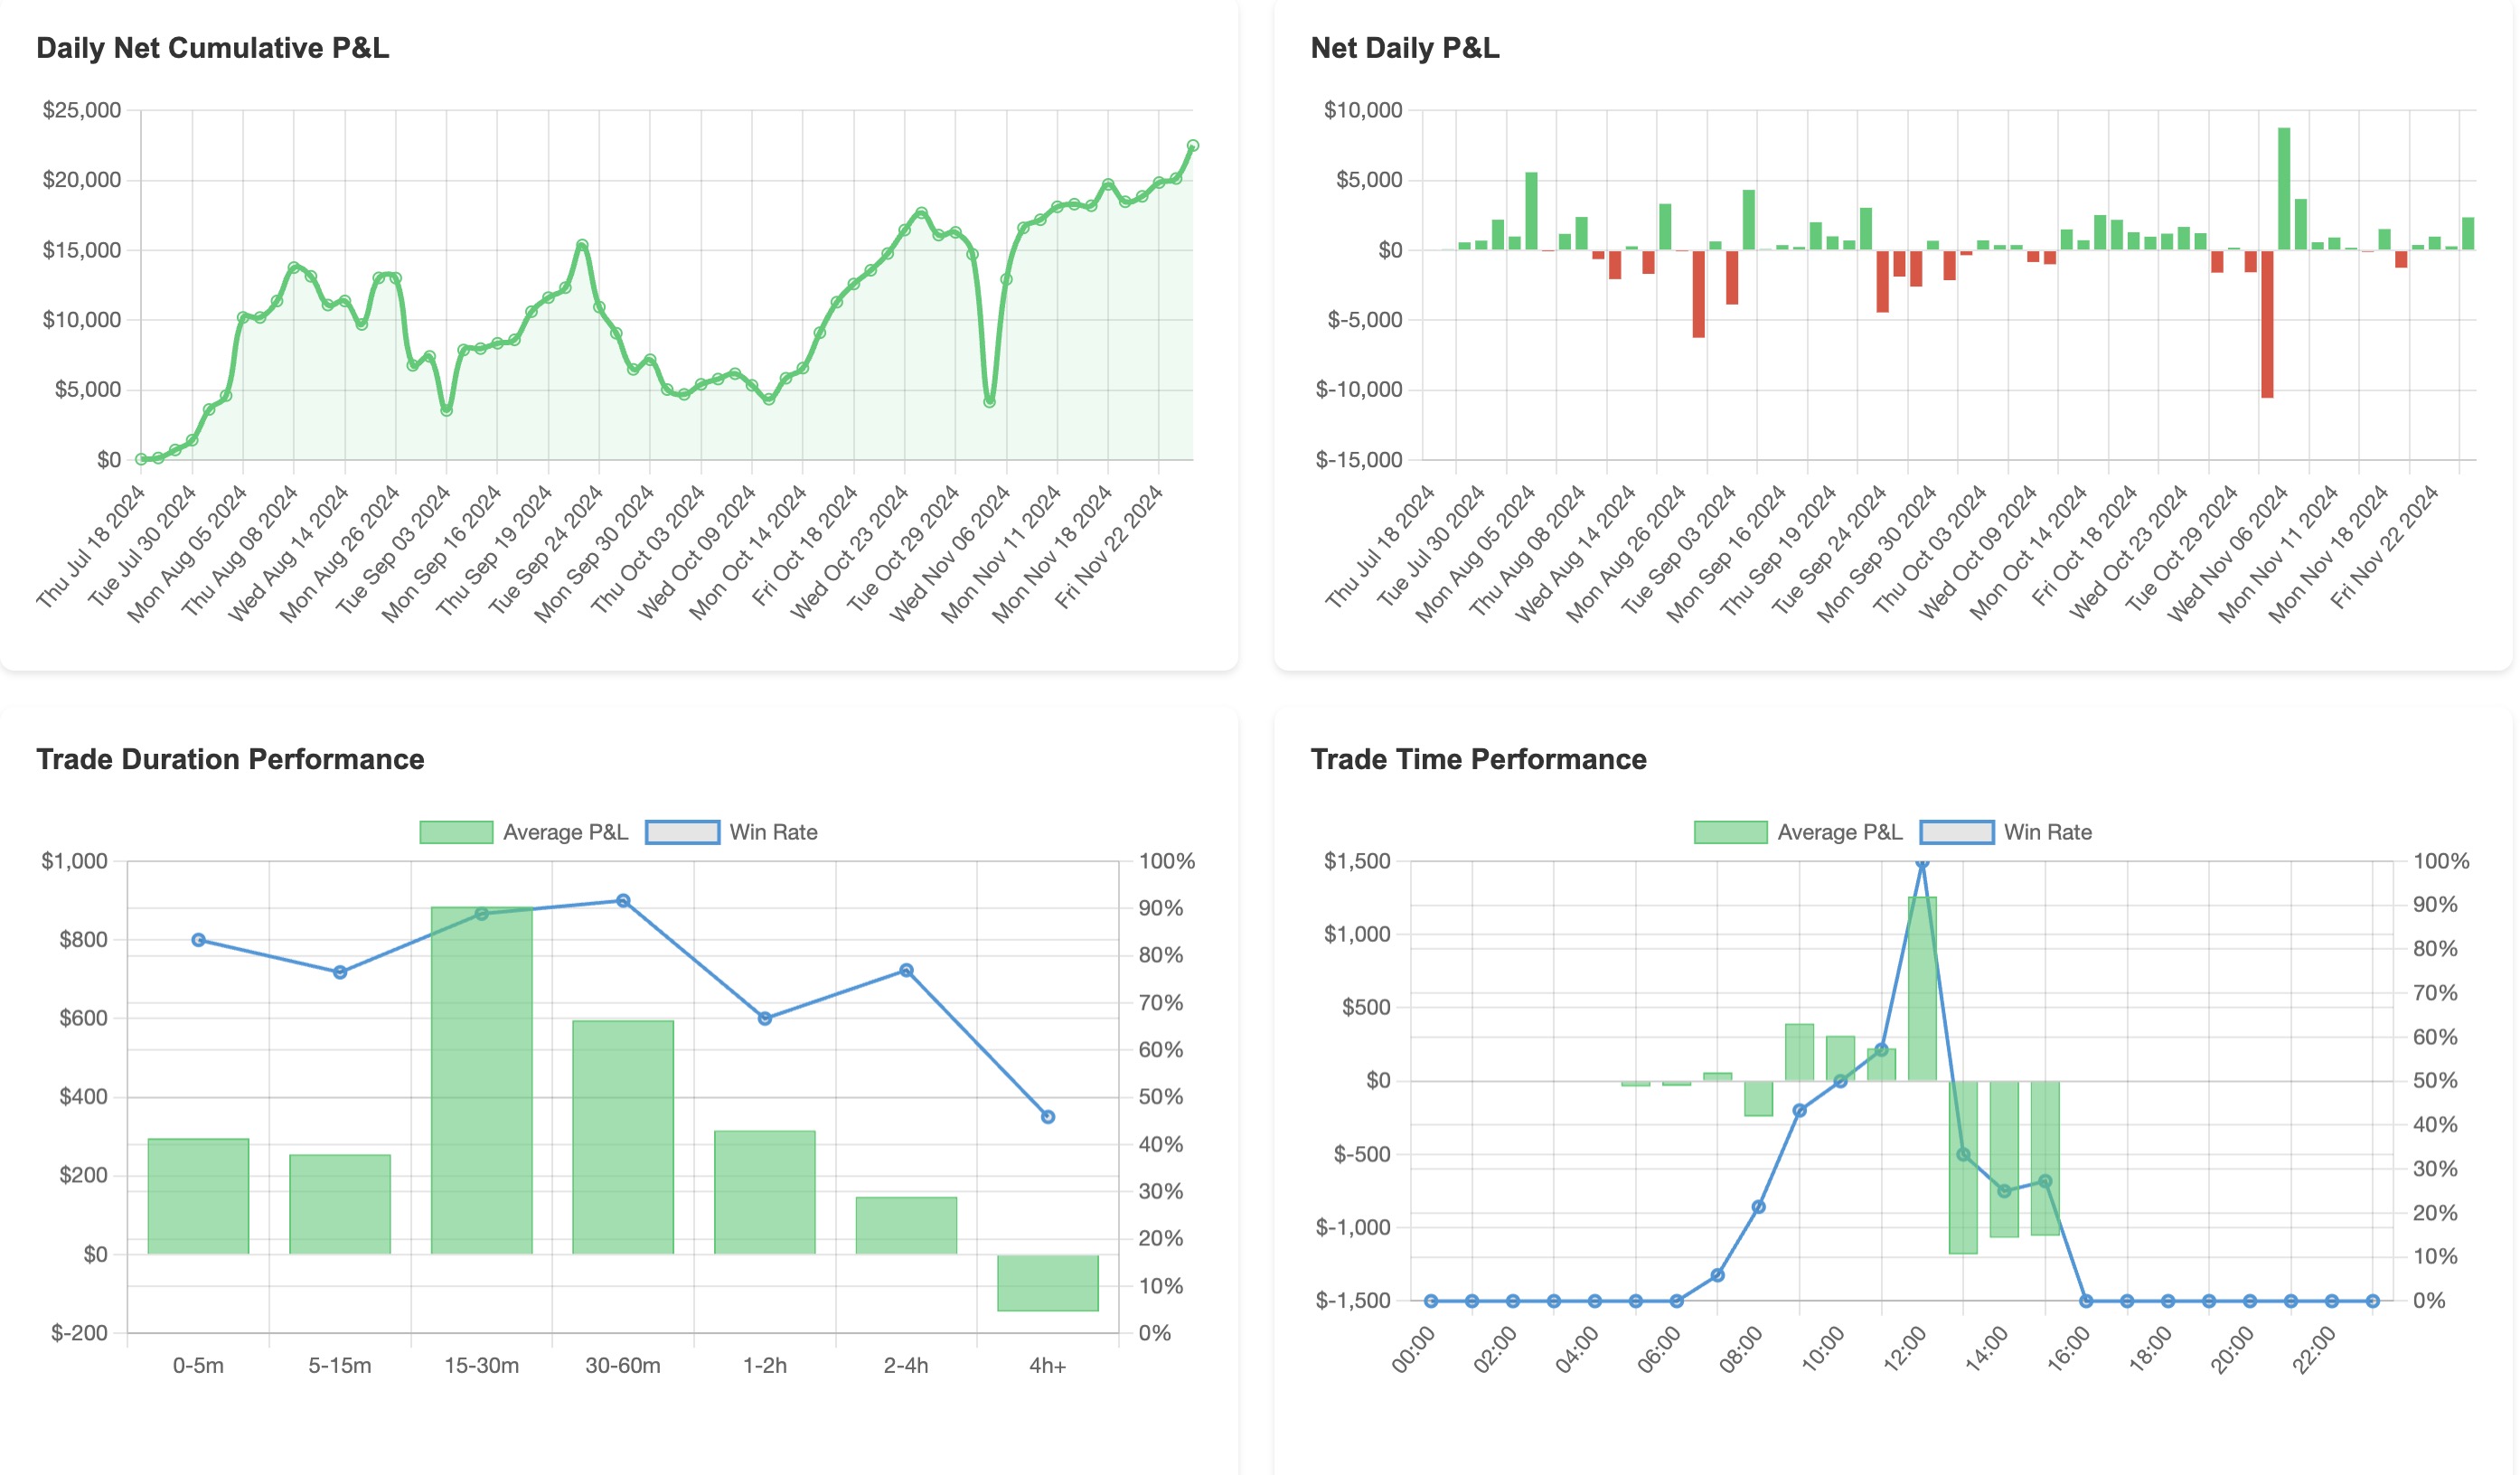 Daily Net Cumulative P&L
$25,000
$20,000
$15,000
$10,000
$5,000
$0
Thu Jul 18 2024
Tue Jul 30 2024
Mon Aug 05 2024
Thu Aug 08 2024
Wed Aug 14 2024
Mon Aug 26 2024
Tue Sep 03 2024
Mon Sep 16 2024
Thu Sep 19 2024
Tue Sep 24 2024
Mon Sep 30 2024
Thu Oct 03 2024
Wed Oct 09 2024
Mon Oct 14 2024
Fri Oct 18 2024
Wed Oct 23 2024
Tue Oct 29 2024
Wed Nov 06 2024
Mon Nov 11 2024
Mon Nov 18 2024
Fri Nov 22 2024
Net Daily P&L
$10,000
$5,000
$0
$-5,000
$-10,000
$-15,000
Thu Jul 18 2024
Tue Jul 30 2024
Mon Aug 05 2024
Thu Aug 08 2024
Wed Aug 14 2024
Mon Aug 26 2024
Tue Sep 03 2024
Mon Sep 16 2024
Thu Sep 19 2024
Tue Sep 24 2024
Mon Sep 30 2024
Thu Oct 03 2024
Wed Oct 09 2024
Mon Oct 14 2024
Fri Oct 18 2024
Wed Oct 23 2024
Tue Oct 29 2024
Wed Nov 06 2024
Mon Nov 11 2024
Mon Nov 18 2024
Fri Nov 22 2024
Trade Duration Performance
Average P&L
Win Rate
$1,000
$800
$600
$400
$200
$0
$-200
100%
90%
80%
70%
60%
50%
40%
30%
20%
10%
0%
0-5m
5-15m
15-30m
30-60m
1-2h
2-4h
4h+
Trade Time Performance
Average P&L
Win Rate
$1,500
$1,000
$500
$0
$-500
$-1,000
$-1,500
100%
90%
80%
70%
60%
50%
40%
30%
20%
10%
0%
00:00
02:00
04:00
06:00
08:00
10:00
12:00
14:00
16:00
18:00
20:00
22:00